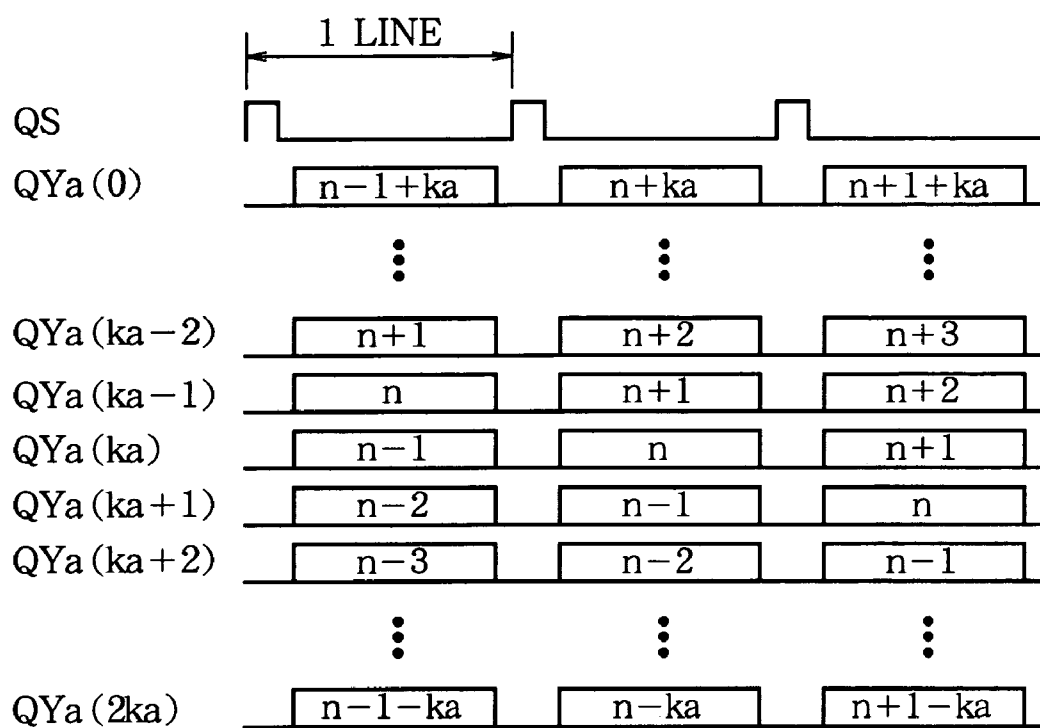 1 LINE
QS
QYa(0) n-1+ka n+ka n+1+ka
QYa(ka-2) n+1 n+2 n+3
QYa(ka-1) n n+1 n+2
QYa(ka) n-1 n n+1
QYa(ka+1) n-2 n-1 n
QYa(ka+2) n-3 n-2 n-1
QYa(2ka) n-1-ka n-ka n+1-ka